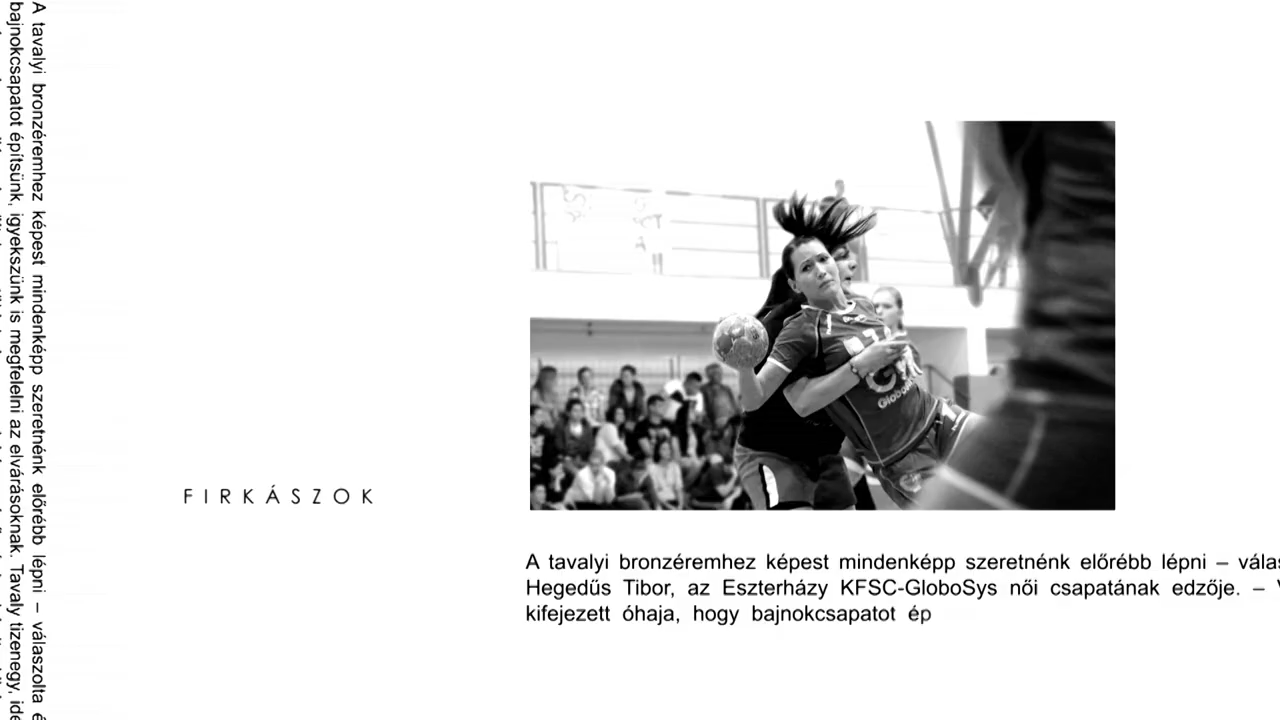 A tavalyi bronzéremhez képest mindenképp szeretnénk előrébb lépni – válaszolta é
bajnokcsapatot építsünk, igyekszünk is megfelelni az elvárásoknak. Tavaly tizenegy, ide
FIRKÁSZOK
A tavalyi bronzéremhez képest mindenképp szeretnénk előrébb lépni – válas
Hegedűs Tibor, az Eszterházy KFSC-GloboSys női csapatának edzője. –
kifejezett óhaja, hogy bajnokcsapatot ép